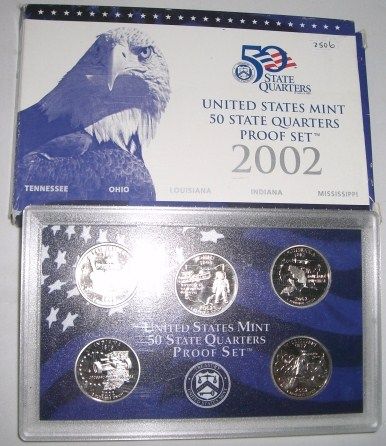 50
STATE
QUARTERS
2506
UNITED STATES MINT
50 STATE QUARTERS
PROOF SET™
2002
TENNESSEE OHIO LOUISIANA INDIANA MISSISSIPPI
UNITED STATES MINT
50 STATE QUARTERS
PROOF SET™